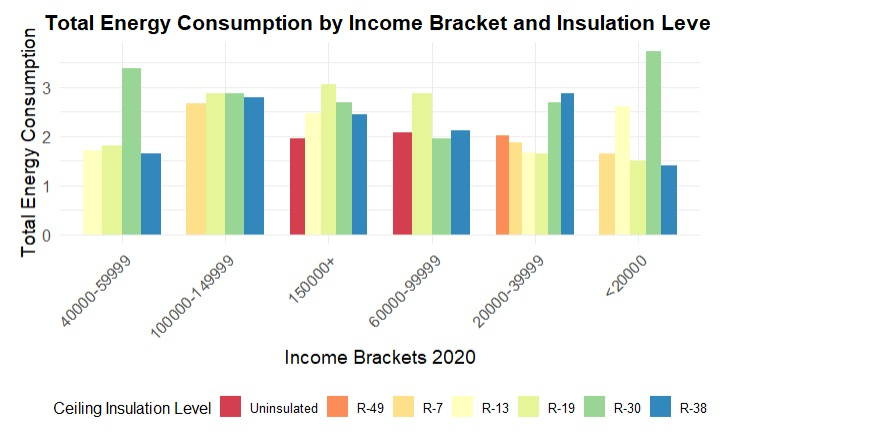 Total Energy Consumption by Income Bracket and Insulation Leve
Total Energy Consumption
3
2
1
0
40000-59999
100000-149999
150000+
60000-99999
20000-39999
<20000
Income Brackets 2020
Ceiling Insulation Level Uninsulated R-49 R-7 R-13 R-19 R-30 R-38